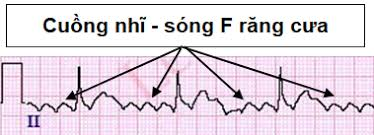 Cuồng nhĩ - sóng F răng cưa
II